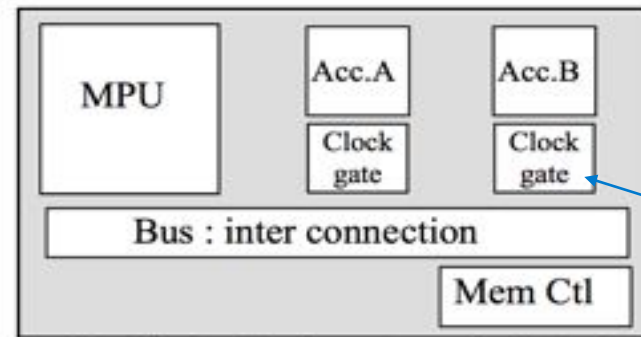 MPU
Acc.A
Acc.B
Clock
gate
Clock
gate
Bus : inter connection
Mem Ctl